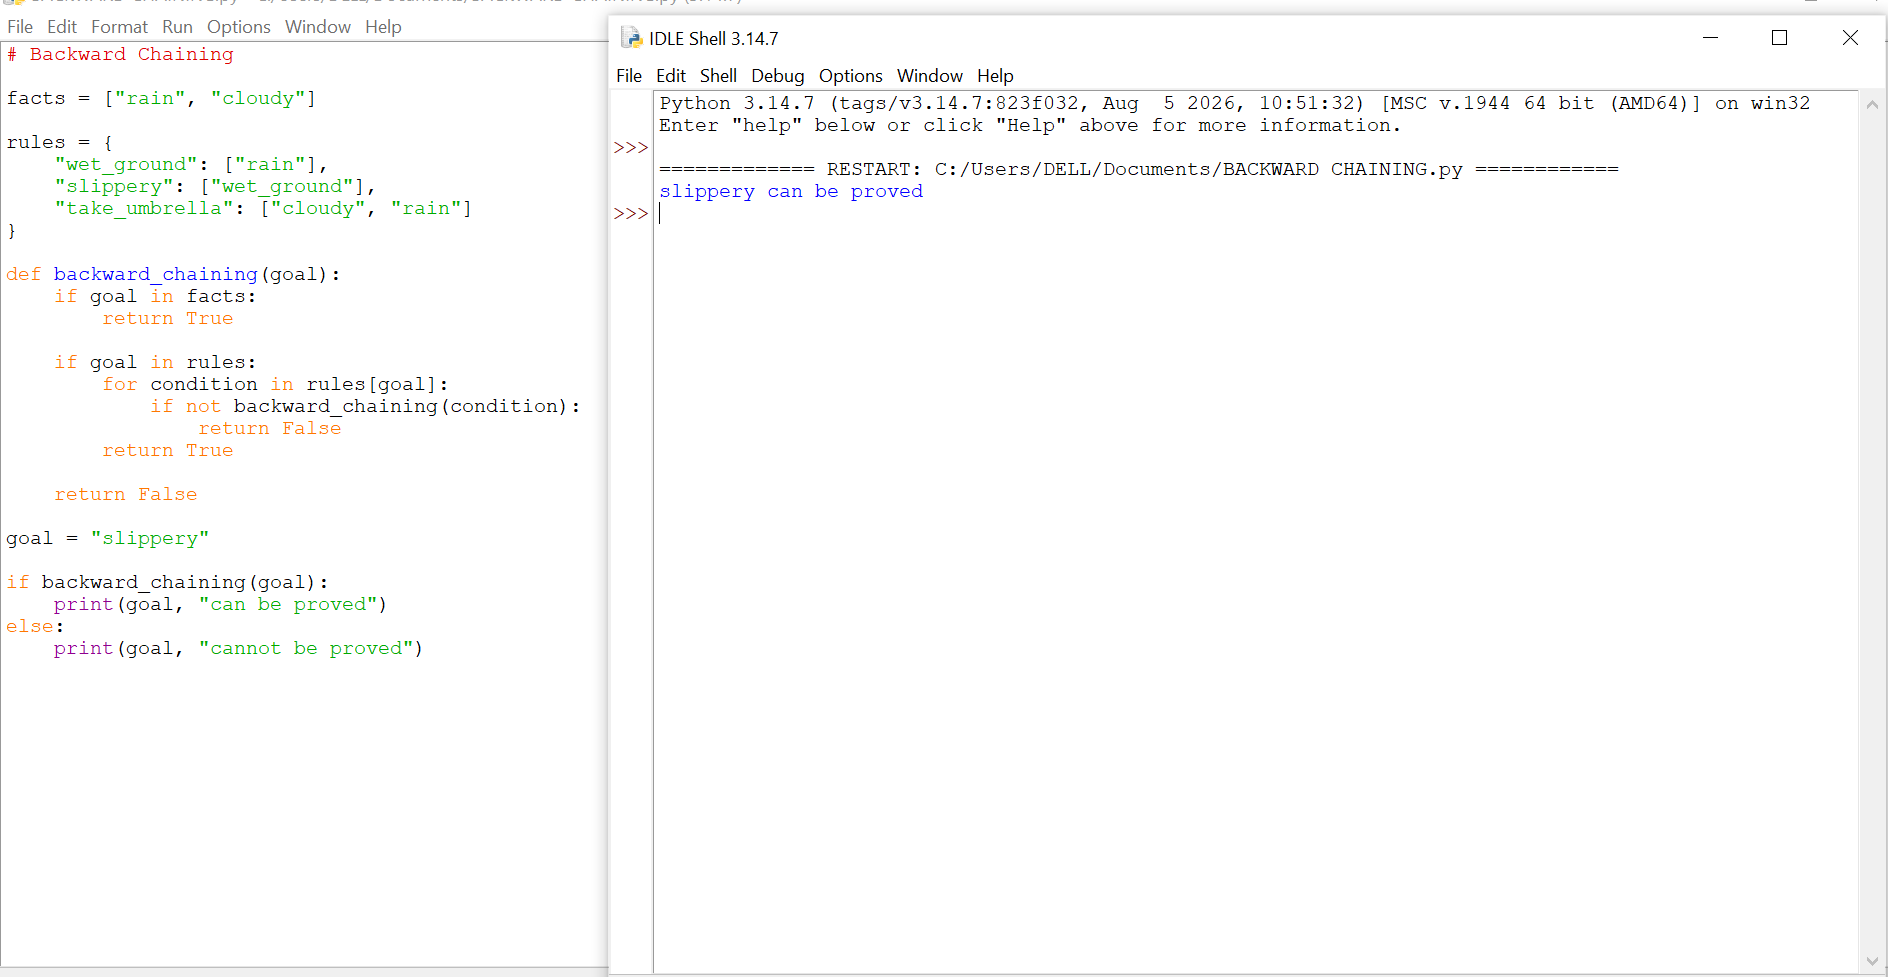 File Edit Format Run Options Window Help
# Backward Chaining
facts = ["rain", "cloudy"]
rules = {
    "wet_ground": ["rain"],
    "slippery": ["wet_ground"],
    "take_umbrella": ["cloudy", "rain"]
}
def backward_chaining(goal):
    if goal in facts:
        return True
    if goal in rules:
        for condition in rules[goal]:
            if not backward_chaining(condition):
                return False
        return True
    return False
goal = "slippery"
if backward_chaining(goal):
    print(goal, "can be proved")
else:
    print(goal, "cannot be proved")
IDLE Shell 3.14.7
File Edit Shell Debug Options Window Help
Python 3.14.7 (tags/v3.14.7:823f032, Aug  5 2026, 10:51:32) [MSC v.1944 64 bit (AMD64)] on win32
Enter "help" below or click "Help" above for more information.
>>>
============= RESTART: C:/Users/DELL/Documents/BACKWARD CHAINING.py ============
slippery can be proved
>>>